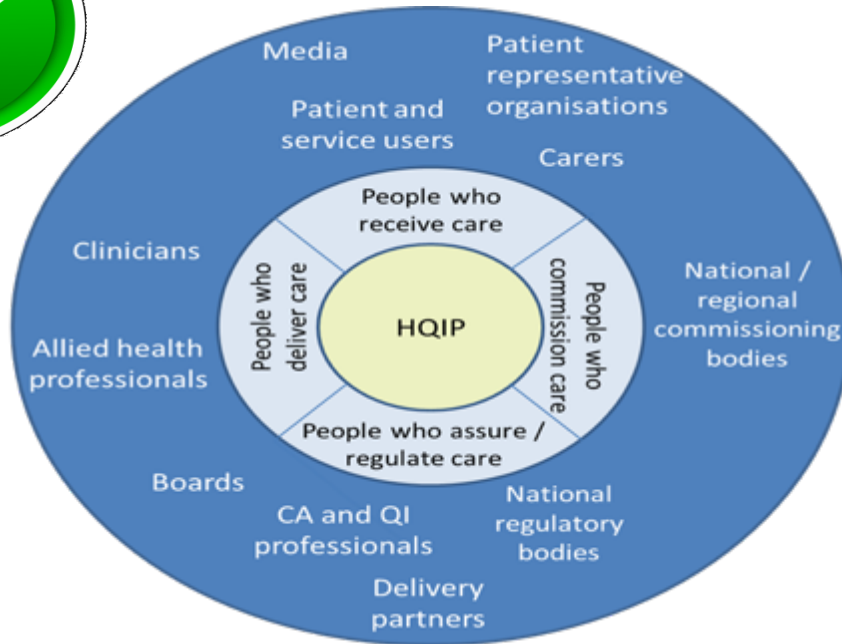 Media
Patient
representative
organisations
Patient and
service users
Carers
People who
receive care
Clinicians
People who
deliver care
HQIP
People who
commission care
National /
regional
commissioning
bodies
Allied health
professionals
People who assure /
regulate care
Boards
CA and QI
professionals
National
regulatory
bodies
Delivery
partners